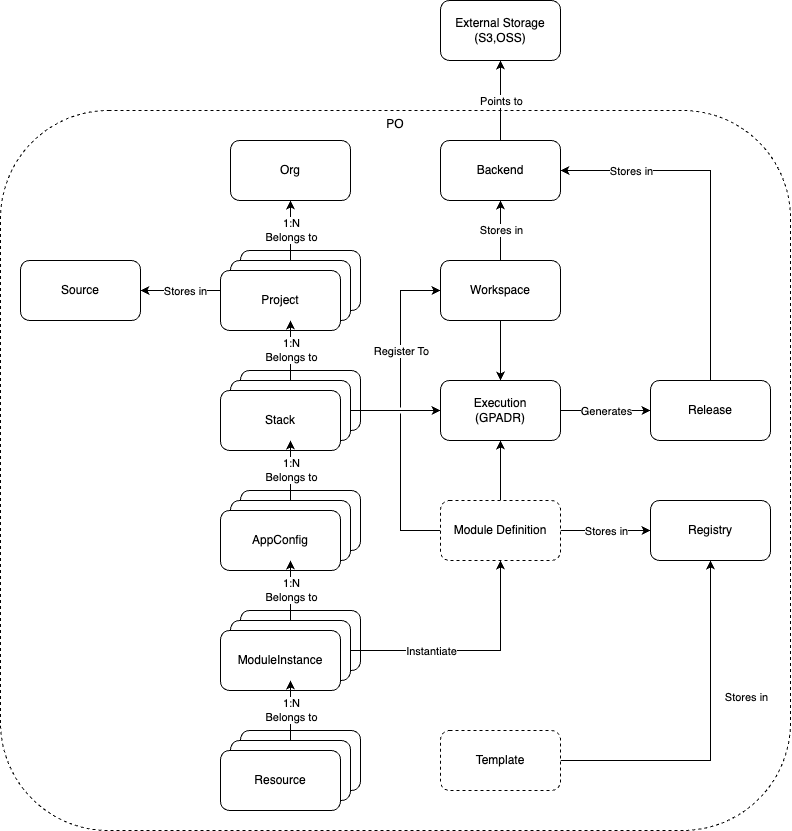 External Storage
(S3,OSS)
Points to
PO
Org
Backend
Stores in
1:N
Belongs to
Stores in
Source
Stores in
Project
Workspace
1:N
Belongs to
Register To
Stack
Execution
(GPADR)
Generates
Release
1:N
Belongs to
AppConfig
Module Definition
Stores in
Registry
1:N
Belongs to
ModuleInstance
Instantiate
1:N
Belongs to
Stores in
Resource
Template